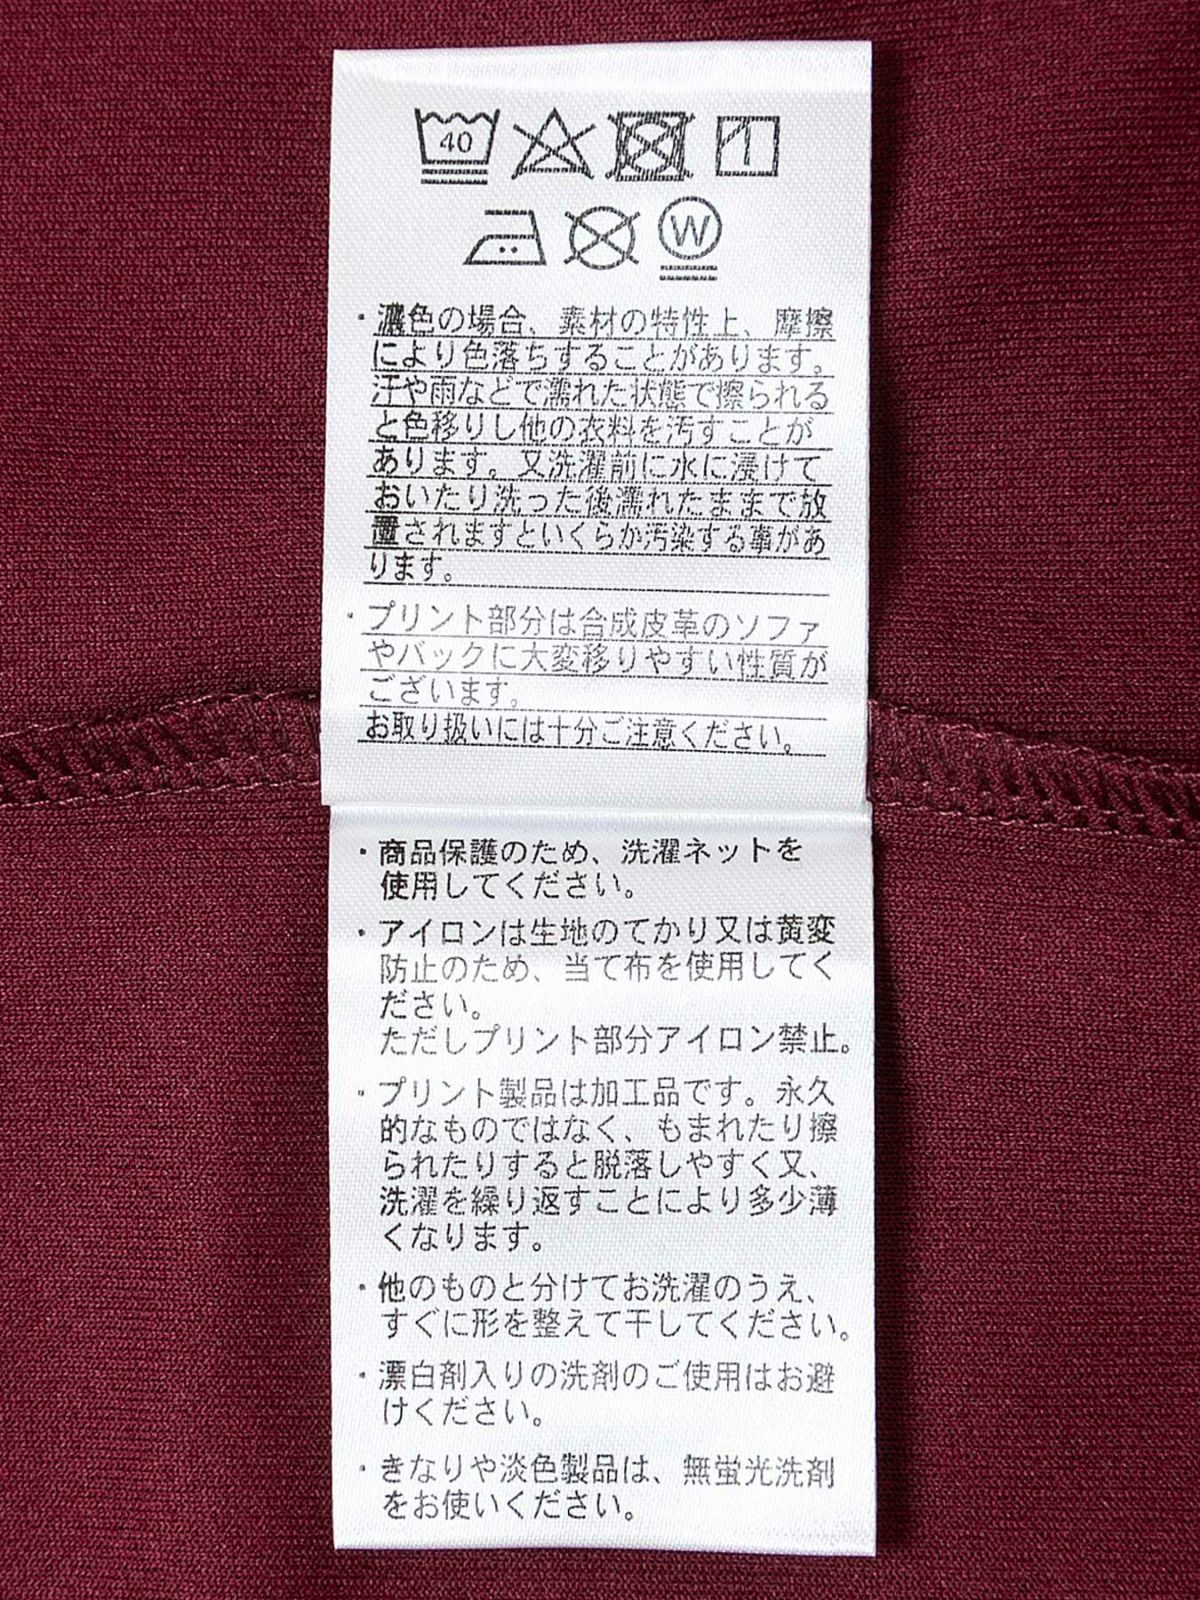 40
W
・濃色の場合、素材の特性上、摩擦
により色落ちすることがあります。
汗や雨などで濡れた状態で擦られる
と色移りし他の衣料を汚すことが
あります。又洗濯前に水に浸けて
おいたり洗った後濡れたままで放
置されますといくらか汚染する事があ
ります。
・プリント部分は合成皮革のソファ
やバックに大変移りやすい性質が
ございます。
お取り扱いには十分ご注意ください。
・商品保護のため、洗濯ネットを
使用してください。
・アイロンは生地のてかり又は黄変
防止のため、当て布を使用してく
ださい。
ただしプリント部分アイロン禁止。
・プリント製品は加工品です。永久
的なものではなく、もまれたり擦
られたりすると脱落しやすく又、
洗濯を繰り返すことにより多少薄
くなります。
・他のものと分けてお洗濯のうえ、
すぐに形を整えて干してください。
・漂白剤入りの洗剤のご使用はお避
けください。
・きなりや淡色製品は、無蛍光洗剤
をお使いください。